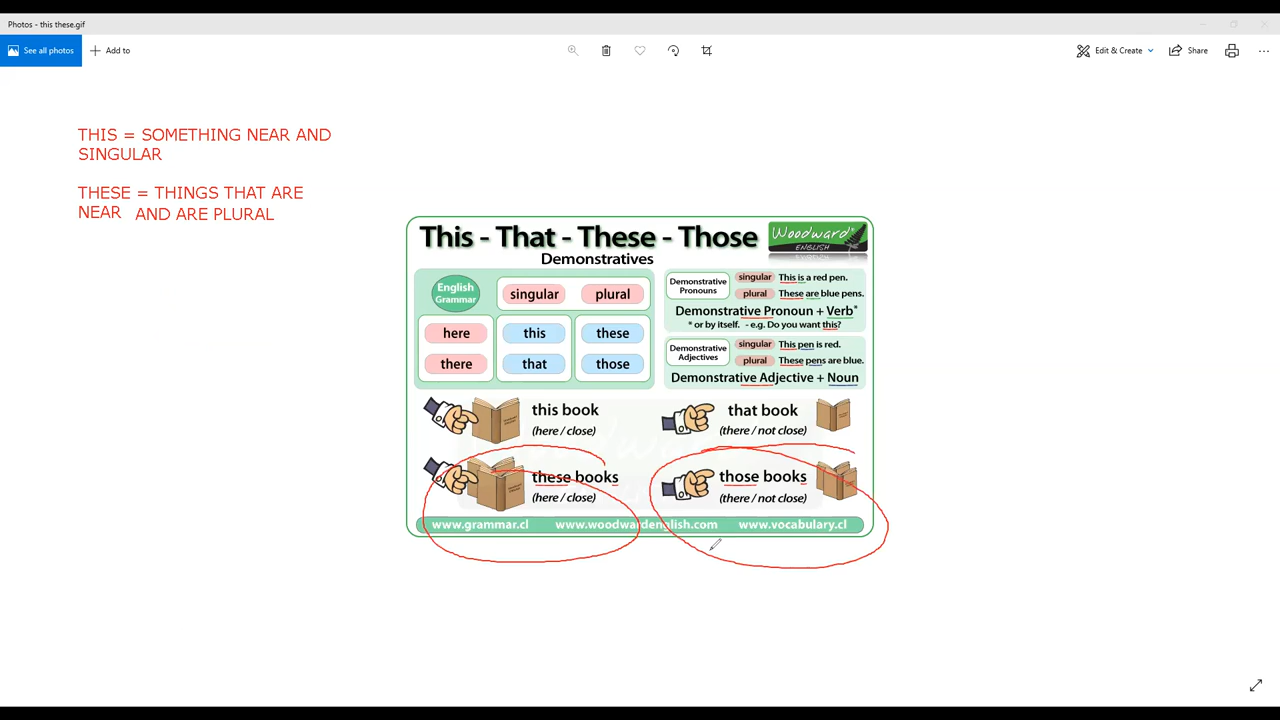 Photos - this these.gif
See all photos
Add to
Edit & Create
Share
THIS = SOMETHING NEAR AND
SINGULAR
THESE = THINGS THAT ARE
NEAR AND ARE PLURAL
This - That - These - Those
Demonstratives
Woodward®
ENGLISH
English
Grammar
singular plural
here this these
there that those
Demonstrative
Pronouns
singular This is a red pen.
plural These are blue pens.
Demonstrative Pronoun + Verb*
* or by itself. - e.g. Do you want this?
Demonstrative
Adjectives
singular This pen is red.
plural These pens are blue.
Demonstrative Adjective + Noun
this book
(here / close)
that book
(there / not close)
these books
(here / close)
those books
(there / not close)
www.grammar.cl www.woodwardenglish.com www.vocabulary.cl